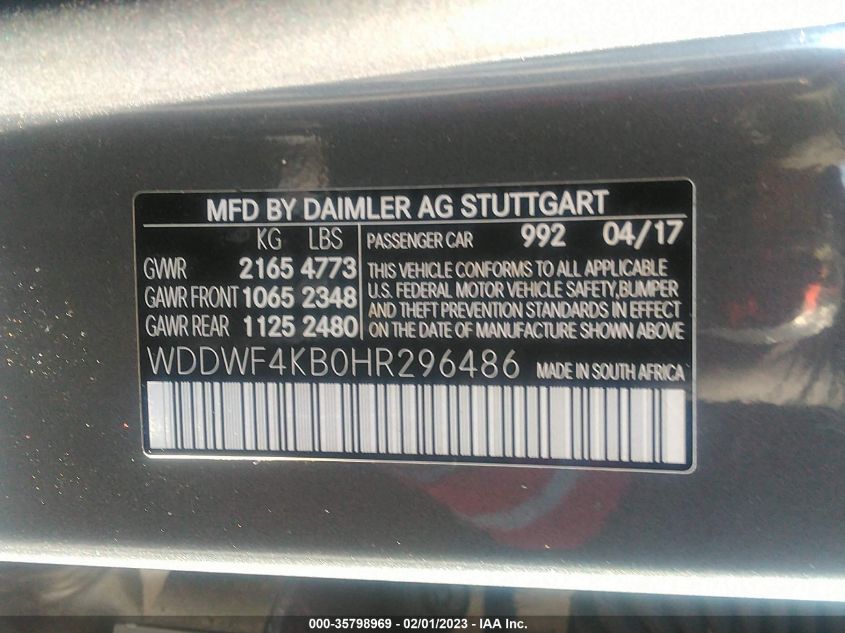 MFD BY DAIMLER AG STUTTGART
KG LBS
GVWR 2165 4773
GAWR FRONT 1065 2348
GAWR REAR 1125 2480
PASSENGER CAR 992 04/17
THIS VEHICLE CONFORMS TO ALL APPLICABLE
U.S. FEDERAL MOTOR VEHICLE SAFETY,BUMPER
AND THEFT PREVENTION STANDARDS IN EFFECT
ON THE DATE OF MANUFACTURE SHOWN ABOVE
WDDWF4KB0HR296486 MADE IN SOUTH AFRICA
000-35798969 - 02/01/2023 - IAA Inc.